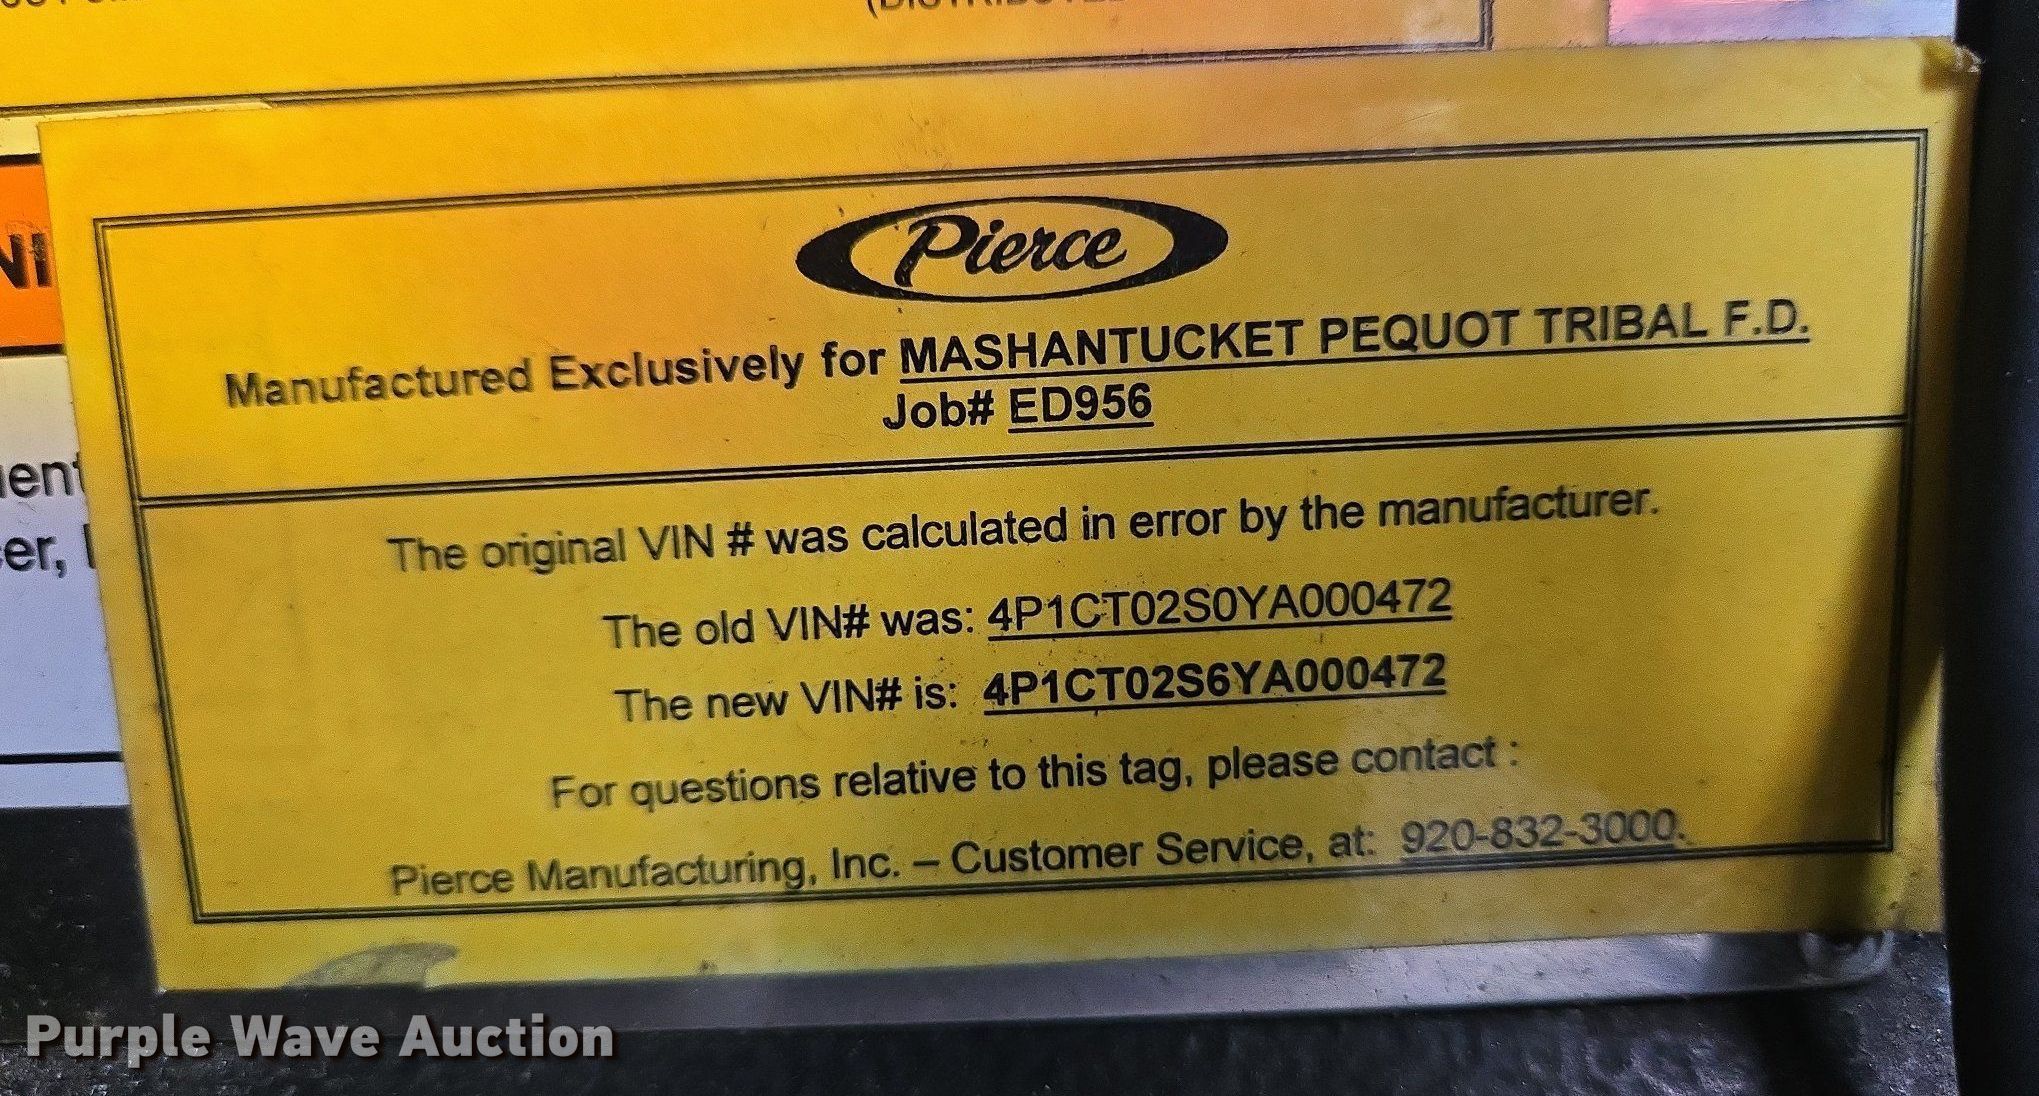 Pierce
Manufactured Exclusively for MASHANTUCKET PEQUOT TRIBAL F.D.
Job# ED956
The original VIN # was calculated in error by the manufacturer.
The old VIN# was: 4P1CT02S0YA000472
The new VIN# is: 4P1CT02S6YA000472
For questions relative to this tag, please contact :
Pierce Manufacturing, Inc. – Customer Service, at: 920-832-3000.
Purple Wave Auction